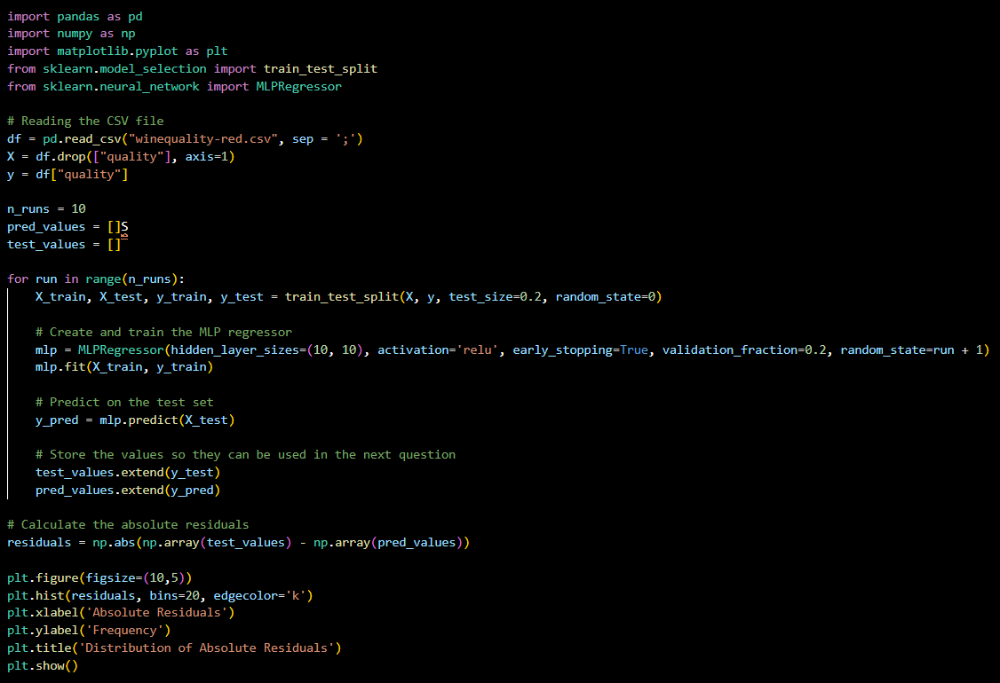 import pandas as pd
import numpy as np
import matplotlib.pyplot as plt
from sklearn.model_selection import train_test_split
from sklearn.neural_network import MLPRegressor

# Reading the CSV file
df = pd.read_csv("winequality-red.csv", sep = ';')
X = df.drop(["quality"], axis=1)
y = df["quality"]

n_runs = 10
pred_values = []S
test_values = []

for run in range(n_runs):
    X_train, X_test, y_train, y_test = train_test_split(X, y, test_size=0.2, random_state=0)

    # Create and train the MLP regressor
    mlp = MLPRegressor(hidden_layer_sizes=(10, 10), activation='relu', early_stopping=True, validation_fraction=0.2, random_state=run + 1)
    mlp.fit(X_train, y_train)

    # Predict on the test set
    y_pred = mlp.predict(X_test)

    # Store the values so they can be used in the next question
    test_values.extend(y_test)
    pred_values.extend(y_pred)

# Calculate the absolute residuals
residuals = np.abs(np.array(test_values) - np.array(pred_values))

plt.figure(figsize=(10,5))
plt.hist(residuals, bins=20, edgecolor='k')
plt.xlabel('Absolute Residuals')
plt.ylabel('Frequency')
plt.title('Distribution of Absolute Residuals')
plt.show()